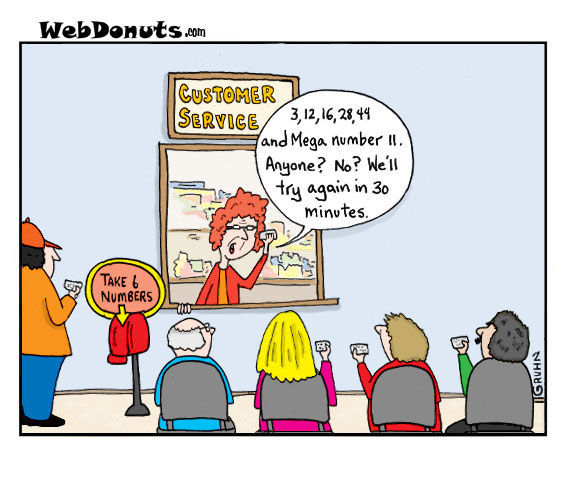 WebDonuts.com
CUSTOMER
SERVICE
3, 12, 16, 28, 44
and Mega number 11.
Anyone? No? We'll
try again in 30
minutes.
TAKE 6
NUMBERS
GRUHN